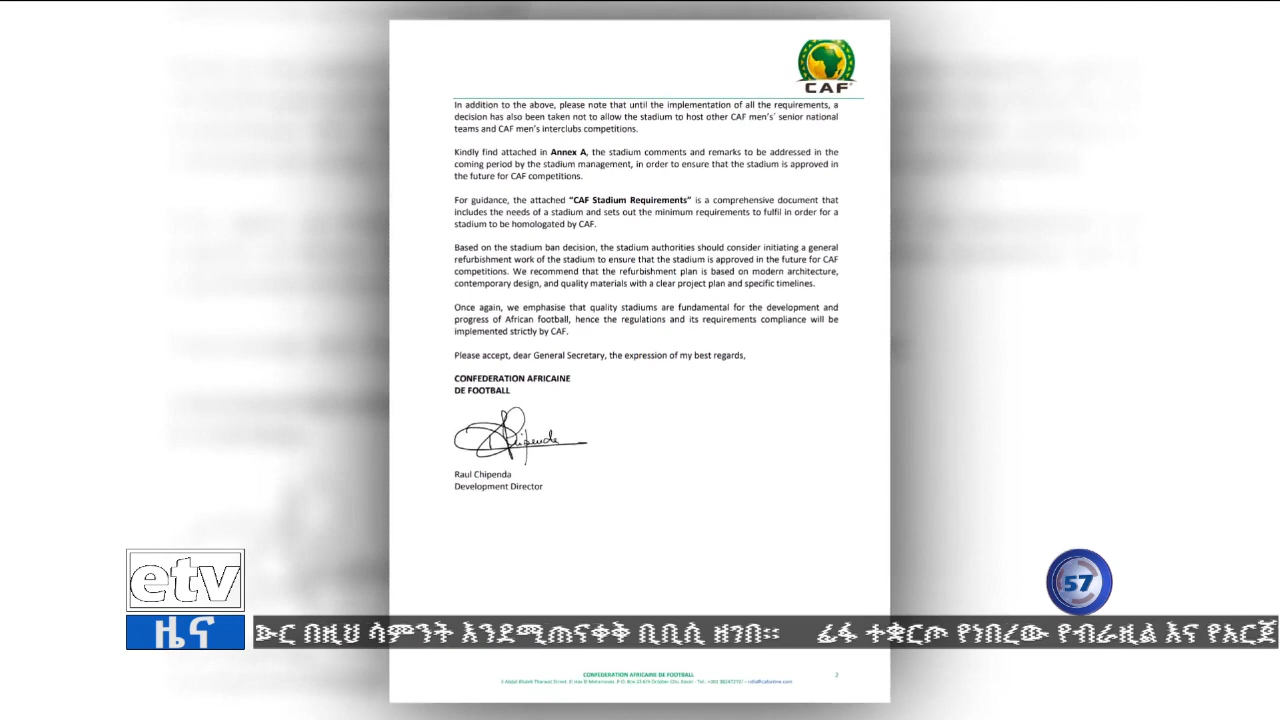 CAF
In addition to the above, please note that until the implementation of all the requirements, a
decision has also been taken not to allow the stadium to host other CAF men's´ senior national
teams and CAF men's interclubs competitions.
Kindly find attached in Annex A, the stadium comments and remarks to be addressed in the
coming period by the stadium management, in order to ensure that the stadium is approved in
the future for CAF competitions.
For guidance, the attached "CAF Stadium Requirements" is a comprehensive document that
includes the needs of a stadium and sets out the minimum requirements to fulfil in order for a
stadium to be homologated by CAF.
Based on the stadium ban decision, the stadium authorities should consider initiating a general
refurbishment work of the stadium to ensure that the stadium is approved in the future for CAF
competitions. We recommend that the refurbishment plan is based on modern architecture,
contemporary design, and quality materials with a clear project plan and specific timelines.
Once again, we emphasise that quality stadiums are fundamental for the development and
progress of African football, hence the regulations and its requirements compliance will be
implemented strictly by CAF.
Please accept, dear General Secretary, the expression of my best regards,
CONFEDERATION AFRICAINE
DE FOOTBALL
Raul Chipenda
Development Director
etv
57
ዜና
በዚህ ሳምንት እንደሚጠናቀቅ ቢቢሲ ዘገበ። ፊፋ ተቋርጦ የነበረው የብራዚል እና የአርጀ
CONFEDERATION AFRICAINE DE FOOTBALL
2